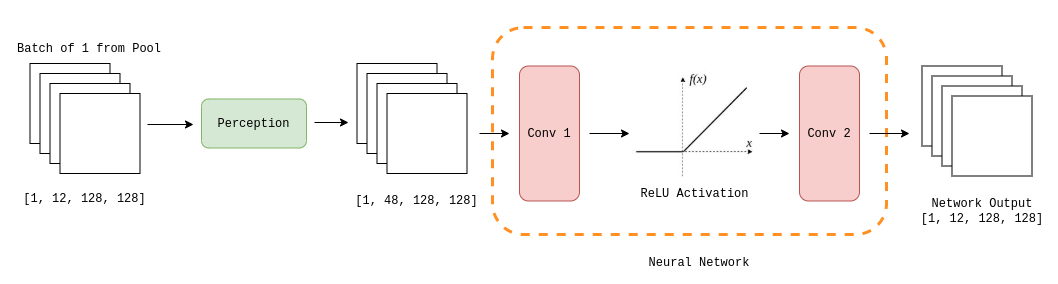 Batch of 1 from Pool
[1, 12, 128, 128]
Perception
[1, 48, 128, 128]
Conv 1
f(x)
x
ReLU Activation
Conv 2
Neural Network
Network Output
[1, 12, 128, 128]